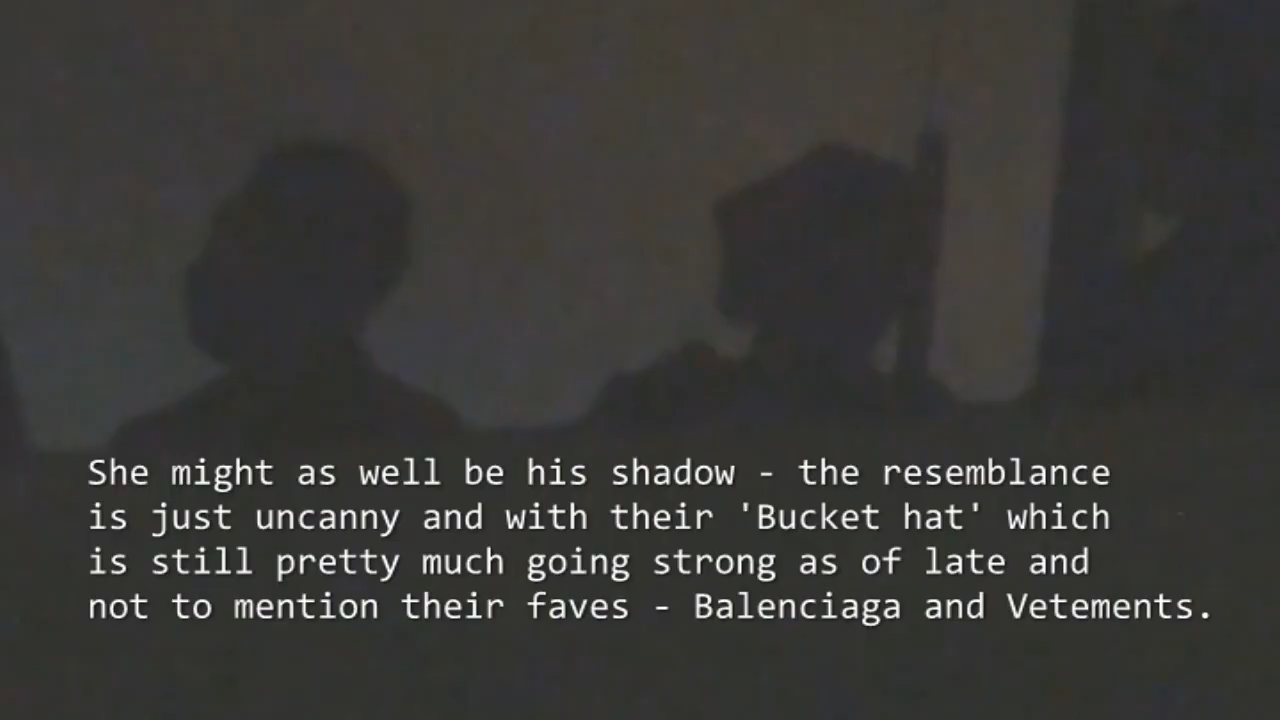 She might as well be his shadow - the resemblance
is just uncanny and with their 'Bucket hat' which
is still pretty much going strong as of late and
not to mention their faves - Balenciaga and Vetements.